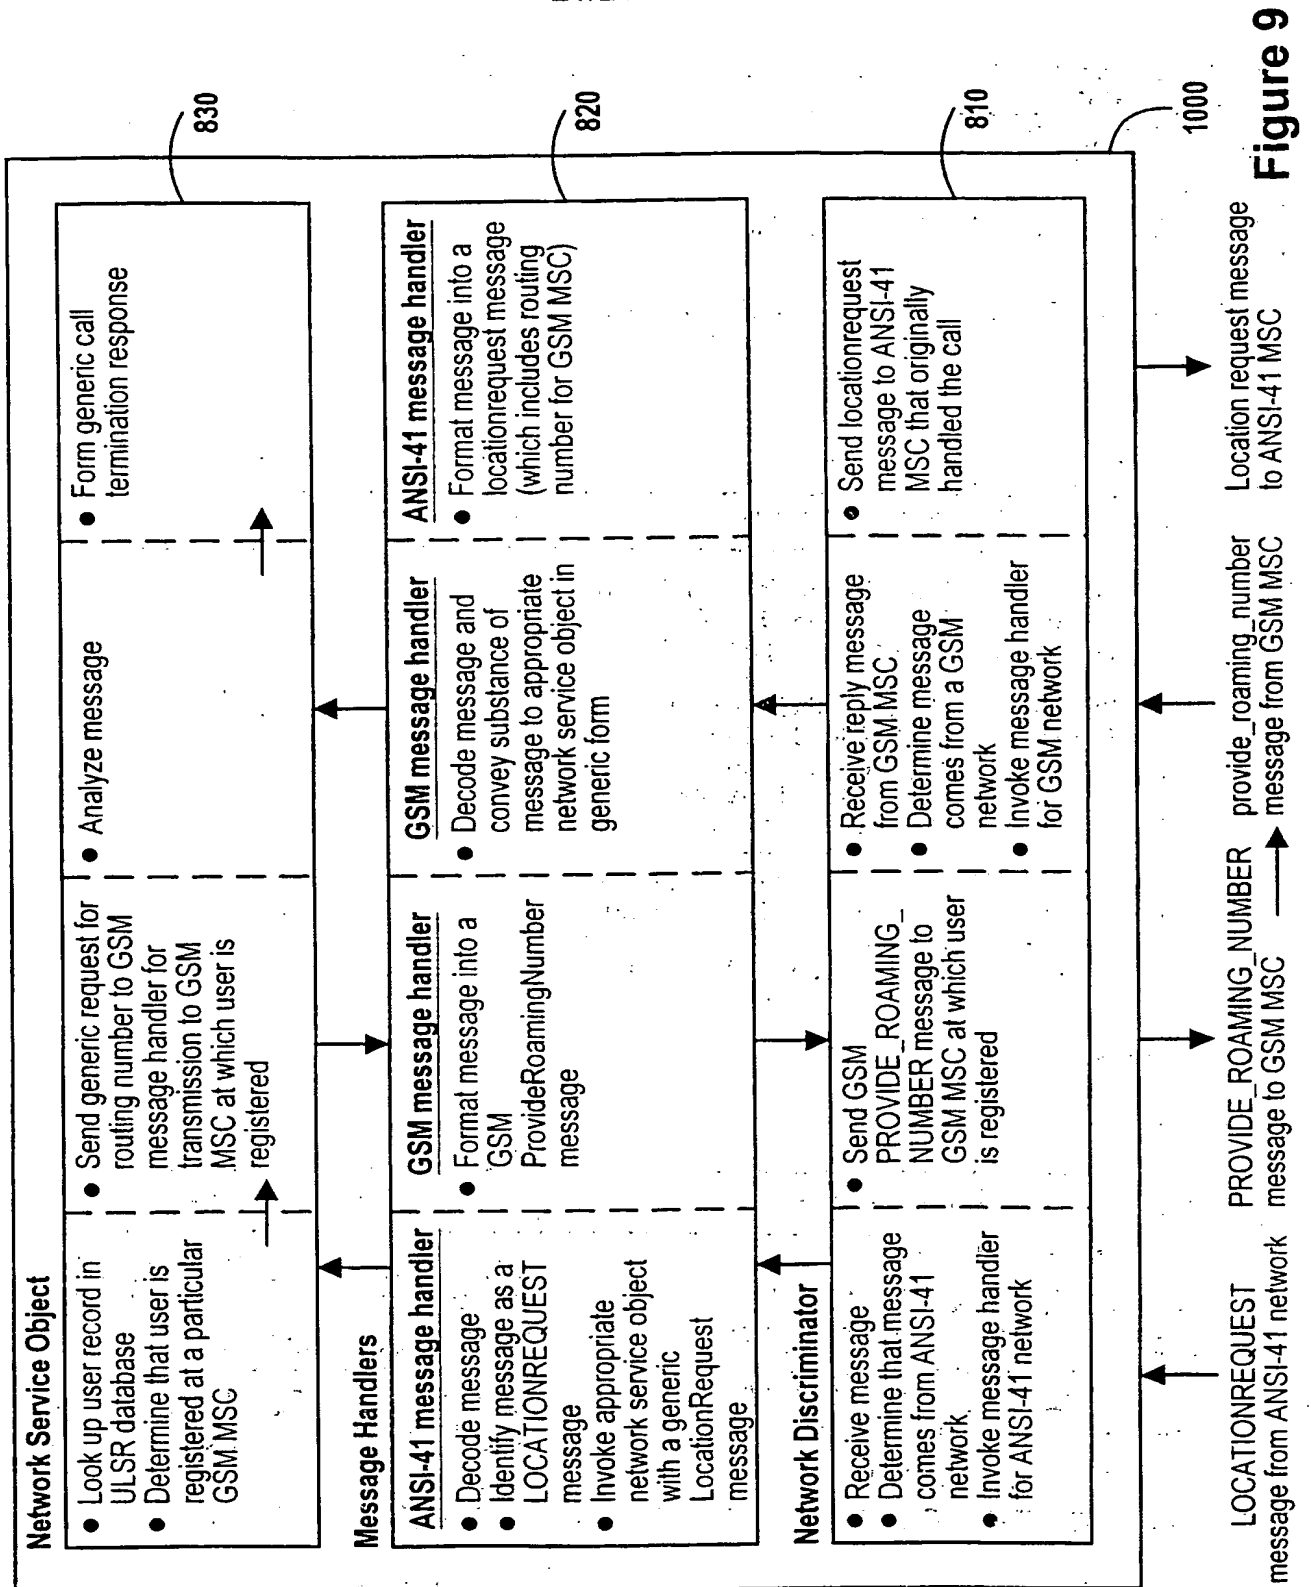 Network Service Object
● Look up user record in
ULSR database
● Determine that user is
registered at a particular
GSM MSC
● Send generic request for
routing number to GSM
message handler for
transmission to GSM
MSC at which user is
registered
● Analyze message
● Form generic call
termination response
830
Message Handlers
ANSI-41 message handler
● Decode message
● Identify message as a
LOCATIONREQUEST
message
● Invoke appropriate
network service object
with a generic
LocationRequest
message
GSM message handler
● Format message into a
GSM
ProvideRoamingNumber
message
GSM message handler
● Decode message and
convey substance of
message to appropriate
network service object in
generic form
ANSI-41 message handler
● Format message into a
locationrequest message
(which includes routing
number for GSM MSC)
820
Network Discriminator
● Receive message
● Determine that message
comes from ANSI-41
network
● Invoke message handler
for ANSI-41 network
● Send GSM
PROVIDE_ROAMING_
NUMBER message to
GSM MSC at which user
is registered
● Receive reply message
from GSM MSC
● Determine message
comes from a GSM
network
● Invoke message handler
for GSM network
● Send locationrequest
message to ANSI-41
MSC that originally
handled the call
810
1000
LOCATIONREQUEST
message from ANSI-41 network
PROVIDE_ROAMING_NUMBER
message to GSM MSC
provide_roaming_number
message from GSM MSC
Location request message
to ANSI-41 MSC
Figure 9